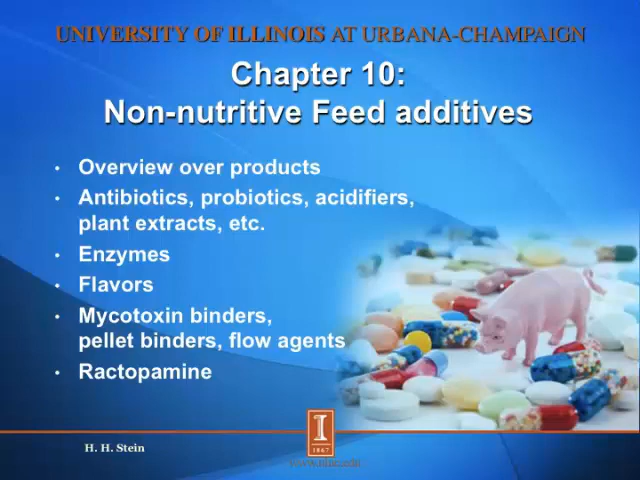 UNIVERSITY OF ILLINOIS AT URBANA-CHAMPAIGN
Chapter 10:
Non-nutritive Feed additives
• Overview over products
• Antibiotics, probiotics, acidifiers,
plant extracts, etc.
• Enzymes
• Flavors
• Mycotoxin binders,
pellet binders, flow agents
• Ractopamine
I
1867
H. H. Stein